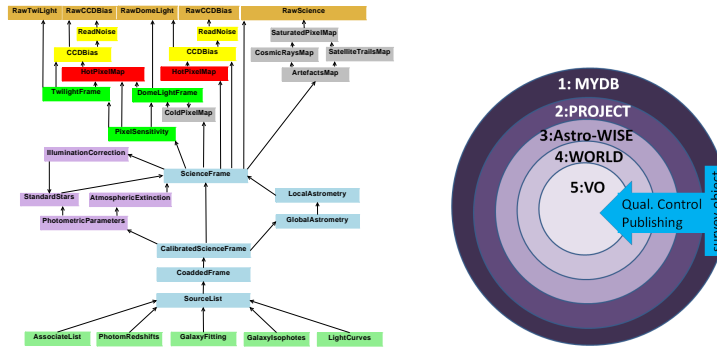 RawTwiLight RawCCDBias RawDomeLight RawCCDBias RawScience
ReadNoise ReadNoise SaturatedPixelMap
CCDBias CCDBias CosmicRaysMap SatelliteTrailsMap
HotPixelMap HotPixelMap ArtefactsMap
TwilightFrame DomeLightFrame
ColdPixelMap
PixelSensitivity
IlluminationCorrection
ScienceFrame
StandardStars AtmosphericExtinction LocalAstrometry
PhotometricParameters GlobalAstrometry
CalibratedScienceFrame
CoaddedFrame
SourceList
AssociateList PhotomRedshifts GalaxyFitting GalaxyIsophotes LightCurves
1: MYDB
2:PROJECT
3:Astro-WISE
4:WORLD
5:VO
Qual. Control
Publishing
survey object